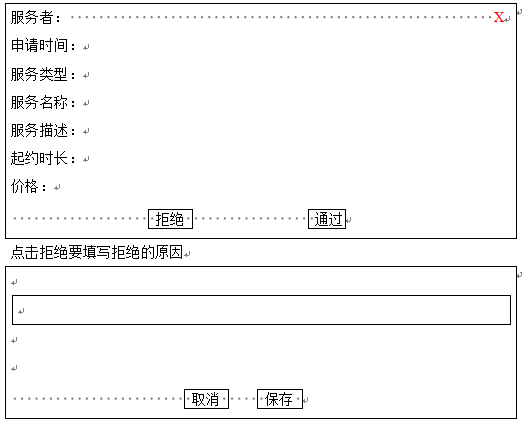 服务者： X
申请时间：
服务类型：
服务名称：
服务描述：
起约时长：
价格：
拒绝 通过
点击拒绝要填写拒绝的原因
取消 保存